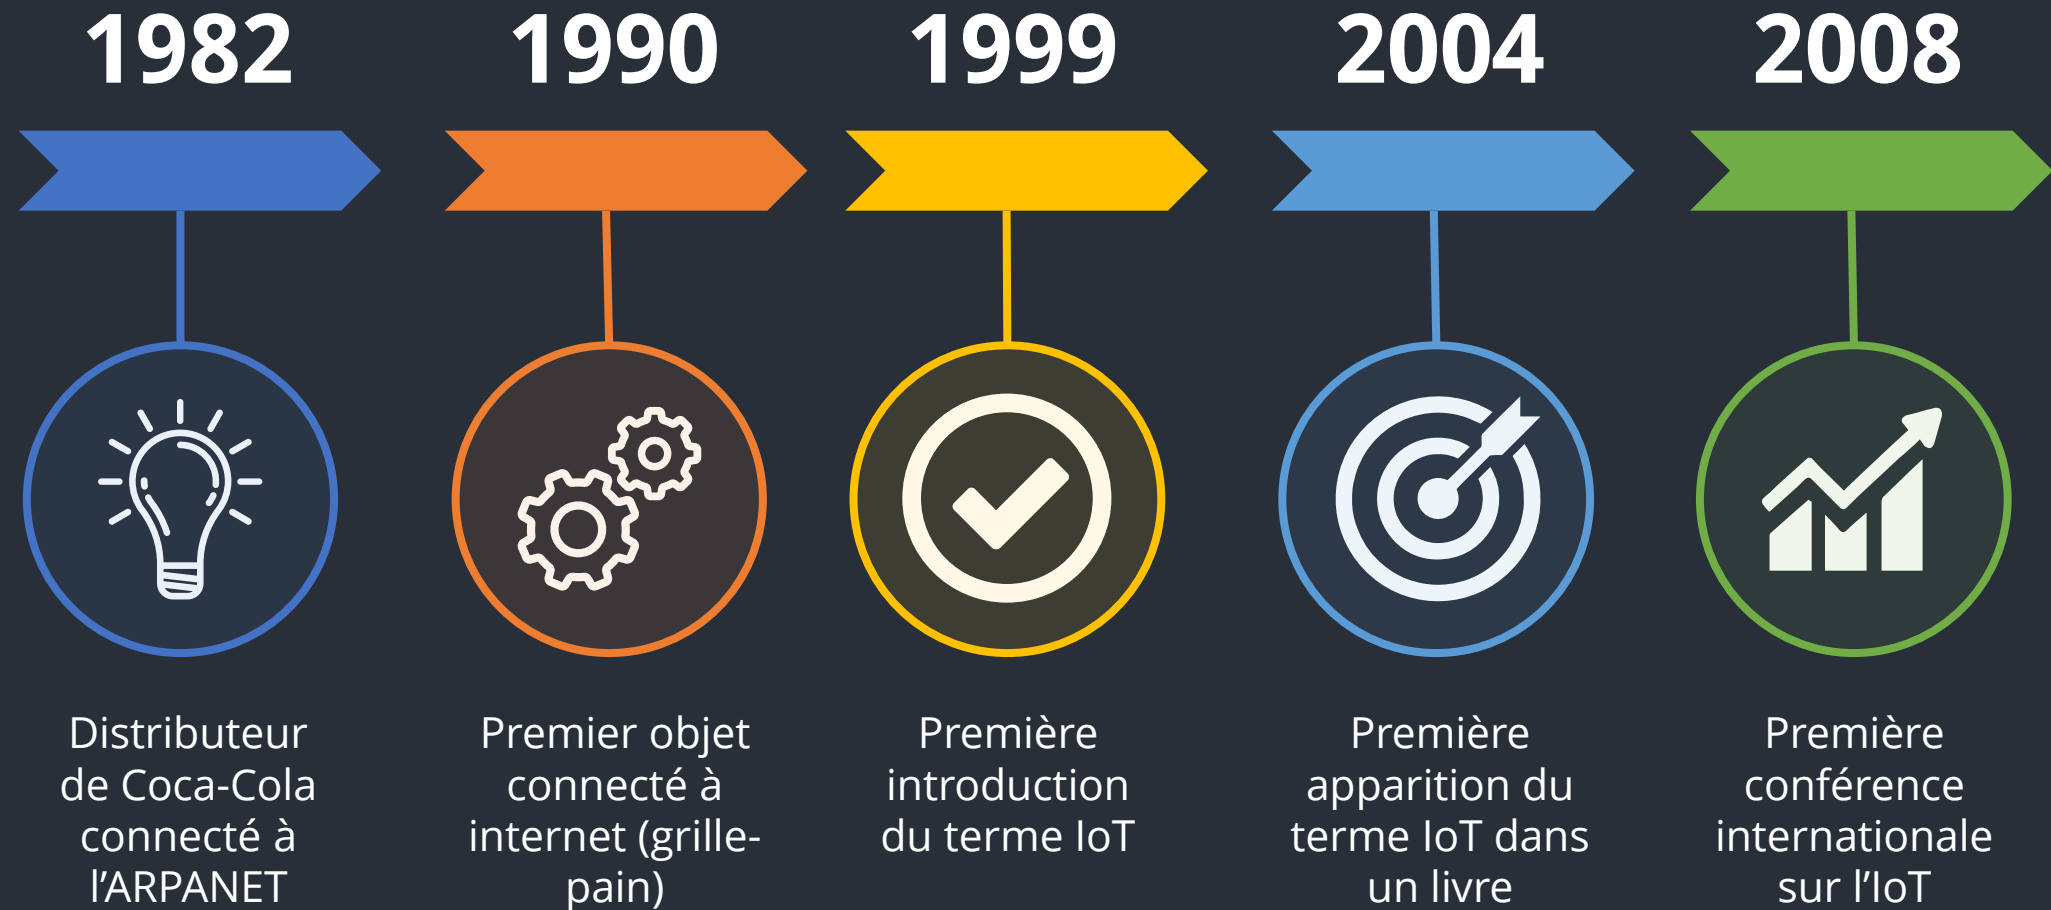 1982
1990
1999
2004
2008
Distributeur
de Coca-Cola
connecté à
l’ARPANET
Premier objet
connecté à
internet (grille-
pain)
Première
introduction
du terme IoT
Première
apparition du
terme IoT dans
un livre
Première
conférence
internationale
sur l’IoT